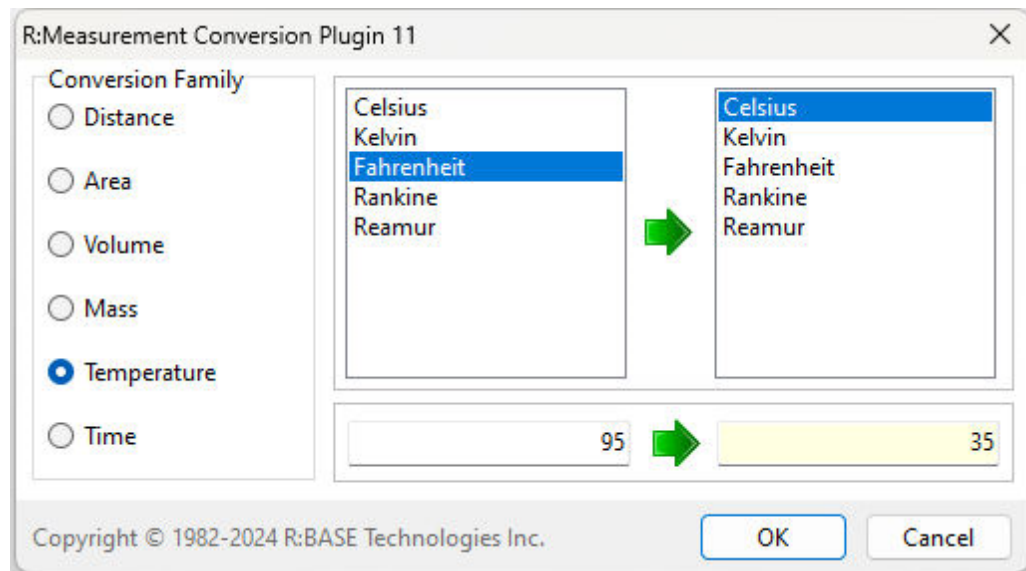 R:Measurement Conversion Plugin 11
Conversion Family
Distance
Area
Volume
Mass
Temperature
Time
Celsius
Kelvin
Fahrenheit
Rankine
Reamur
Celsius
Kelvin
Fahrenheit
Rankine
Reamur
95
35
Copyright © 1982-2024 R:BASE Technologies Inc.
OK
Cancel